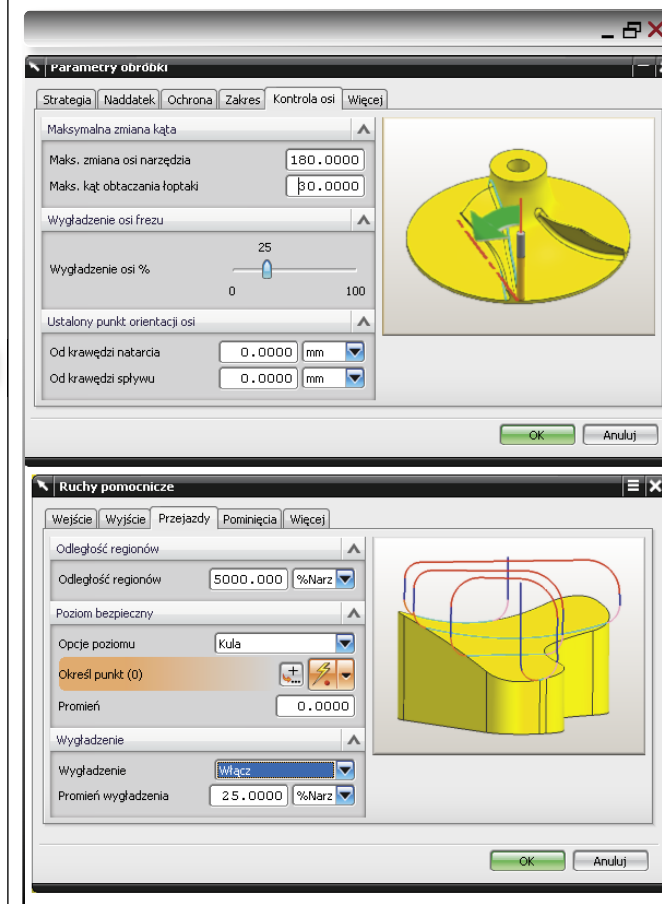 Parametry obróbki
Strategia Naddatek Ochrona Zakres Kontrola osi Więcej
Maksymalna zmiana kąta
Maks. zmiana osi narzędzia 180.0000
Maks. kąt obtaczania łoptaki 30.0000
Wygładzenie osi frezu
25
Wygładzenie osi %
0 100
Ustalony punkt orientacji osi
Od krawędzi natarcia 0.0000 mm
Od krawędzi spływu 0.0000 mm
OK Anuluj
Ruchy pomocnicze
Wejście Wyjście Przejazdy Pominięcia Więcej
Odległość regionów
Odległość regionów 5000.000 %Narz
Poziom bezpieczny
Opcje poziomu Kula
Określ punkt (0)
Promień 0.0000
Wygładzenie
Wygładzenie Włącz
Promień wygładzenia 25.0000 %Narz
OK Anuluj